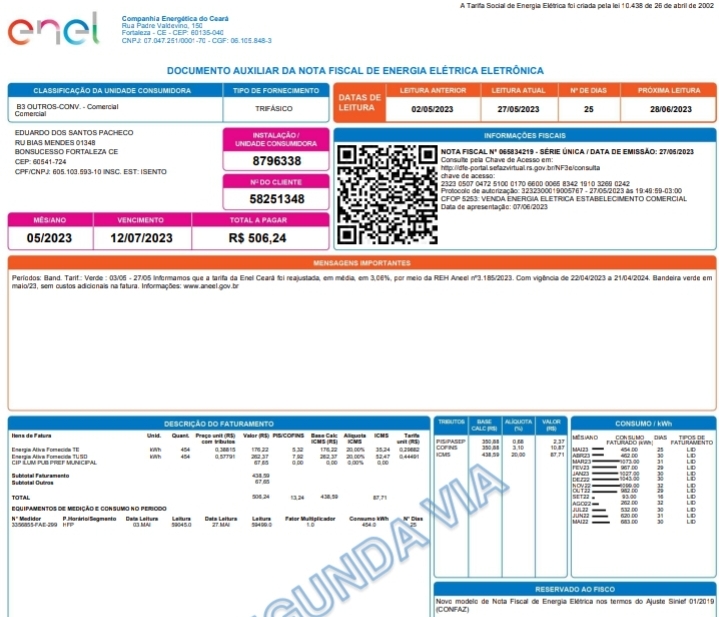 A Tarifa Social de Energia Elétrica foi criada pela lei 10.438 de 26 de abril de 2002
enel
Companhia Energética do Ceará
Rua Padre Valdevino, 150
Fortaleza - CE - CEP: 60135-040
CNPJ: 07.047.251/0001-70 - CGF: 06.105.848-3
DOCUMENTO AUXILIAR DA NOTA FISCAL DE ENERGIA ELÉTRICA ELETRÔNICA
CLASSIFICAÇÃO DA UNIDADE CONSUMIDORA
B3 OUTROS-CONV. - Comercial
Comercial
TIPO DE FORNECIMENTO
TRIFÁSICO
DATAS DE LEITURA
LEITURA ANTERIOR LEITURA ATUAL Nº DE DIAS PRÓXIMA LEITURA
02/05/2023 27/05/2023 25 28/06/2023
EDUARDO DOS SANTOS PACHECO
RU BIAS MENDES 01348
BONSUCESSO FORTALEZA CE
CEP: 60541-724
CPF/CNPJ: 605.103.593-10 INSC. EST: ISENTO
INSTALAÇÃO /
UNIDADE CONSUMIDORA
8796338
Nº DO CLIENTE
58251348
MÊS/ANO VENCIMENTO TOTAL A PAGAR
05/2023 12/07/2023 R$ 506,24
INFORMAÇÕES FISCAIS
NOTA FISCAL Nº 065834219 - SÉRIE ÚNICA / DATA DE EMISSÃO: 27/05/2023
Consulte pela Chave de Acesso em:
http://dfe-portal.sefazvirtual.rs.gov.br/NF3e/consulta
chave de acesso:
2323 0507 0472 5100 0170 6600 0065 8342 1910 3269 0242
Protocolo de autorização: 3232300019005767 - 27/05/2023 às 19:49:59-03:00
CFOP 5253: VENDA ENERGIA ELETRICA ESTABELECIMENTO COMERCIAL
Data de apresentação: 07/06/2023
MENSAGENS IMPORTANTES
Períodos: Band. Tarif.: Verde : 03/05 - 27/05 Informamos que a tarifa da Enel Ceará foi reajustada, em média, em 3,06%, por meio da REH Aneel nº3.185/2023. Com vigência de 22/04/2023 a 21/04/2024. Bandeira verde em
maio/23, sem custos adicionais na fatura. Informações: www.aneel.gov.br
DESCRIÇÃO DO FATURAMENTO
Itens de Fatura Unid. Quant. Preço unit (R$) com tributos Valor (R$) PIS/COFINS Base Calc ICMS (R$) Aliquota ICMS ICMS Tarifa unit (R$)
Energia Ativa Fornecida TE kWh 454 0,38815 176,22 5,32 176,22 20,00% 35,24 0,29882
Energia Ativa Fornecida TUSD kWh 454 0,57791 262,37 7,92 262,37 20,00% 52,47 0,44491
CIP ILUM PUB PREF MUNICIPAL 67,65 0,00 0,00 0,00% 0,00
Subtotal Faturamento 438,59
Subtotal Outros 67,65
TOTAL 506,24 13,24 438,59 87,71
EQUIPAMENTOS DE MEDIÇÃO E CONSUMO NO PERÍODO
Nº Medidor P.Horário/Segmento Data Leitura Leitura Data Leitura Leitura Fator Multiplicador Consumo kWh Nº Dias
3356855-FAE-299 HFP 03 MAI 59045.0 27 MAI 59499.0 1.0 454.0 25
TRIBUTOS BASE CALC (R$) ALÍQUOTA (%) VALOR (R$)
PIS/PASEP 350,88 0,68 2,37
COFINS 350,88 3,10 10,87
ICMS 438,59 20,00 87,71
CONSUMO / kWh
MÊS/ANO CONSUMO FATURADO (kWh) DIAS TIPOS DE FATURAMENTO
MAI23 454.00 25 LID
ABR23 462.00 30 LID
MAR23 1073.00 31 LID
FEV23 967.00 29 LID
JAN23 1027.00 30 LID
DEZ22 1043.00 30 LID
NOV22 1099.00 32 LID
OUT22 982.00 29 LID
SET22 93.00 16 LID
AGO22 262.00 32 LID
JUL22 532.00 30 LID
JUN22 620.00 31 LID
MAI22 683.00 30 LID
GUNDA VIA
RESERVADO AO FISCO
Novo modelo de Nota Fiscal de Energia Elétrica nos termos do Ajuste Sinief 01/2019
(CONFAZ)